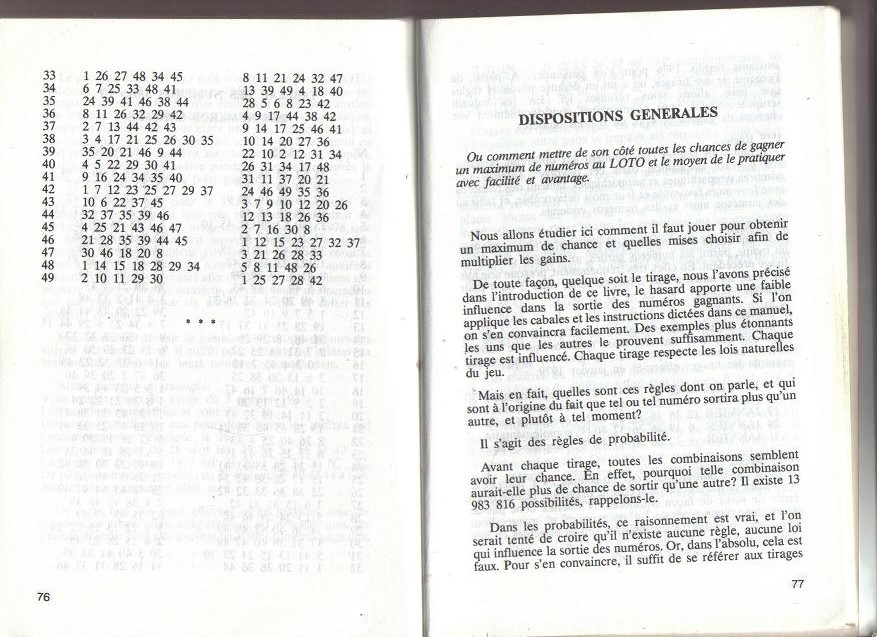 33 1 26 27 48 34 45 8 11 21 24 32 47
34 6 7 25 33 48 41 13 39 49 4 18 40
35 24 39 41 46 38 44 28 5 6 8 23 42
36 8 11 26 32 29 42 4 9 17 44 38 42
37 2 7 13 44 42 43 9 14 17 25 46 41
38 3 4 17 21 25 26 30 35 10 14 20 27 36
39 35 20 21 46 9 44 22 10 2 12 31 34
40 4 5 22 29 30 41 26 31 34 17 48
41 9 16 24 34 35 40 31 11 37 20 21
42 1 7 12 23 25 27 29 37 24 46 49 35 36
43 10 6 22 37 45 3 7 9 10 12 20 26
44 32 37 35 39 46 12 13 18 26 36
45 4 25 21 43 46 47 2 7 16 30 8
46 21 28 35 39 44 45 1 12 15 23 27 32 37
47 30 46 18 20 8 3 21 26 28 33
48 1 14 15 18 28 29 34 5 8 11 48 26
49 2 10 11 29 30 1 25 27 28 42
* * *
76
DISPOSITIONS GENERALES
Ou comment mettre de son côté toutes les chances de gagner
un maximum de numéros au LOTO et le moyen de le pratiquer
avec facilité et avantage.
Nous allons étudier ici comment il faut jouer pour obtenir
un maximum de chance et quelles mises choisir afin de
multiplier les gains.
De toute façon, quelque soit le tirage, nous l'avons précisé
dans l'introduction de ce livre, le hasard apporte une faible
influence dans la sortie des numéros gagnants. Si l'on
applique les cabales et les instructions dictées dans ce manuel,
on s'en convaincra facilement. Des exemples plus étonnants
les uns que les autres le prouvent suffisamment. Chaque
tirage est influencé. Chaque tirage respecte les lois naturelles
du jeu.
Mais en fait, quelles sont ces règles dont on parle, et qui
sont à l'origine du fait que tel ou tel numéro sortira plus qu'un
autre, et plutôt à tel moment?
Il s'agit des règles de probabilité.
Avant chaque tirage, toutes les combinaisons semblent
avoir leur chance. En effet, pourquoi telle combinaison
aurait-elle plus de chance de sortir qu'une autre? Il existe 13
983 816 possibilités, rappelons-le.
Dans les probabilités, ce raisonnement est vrai, et l'on
serait tenté de croire qu'il n'existe aucune règle, aucune loi
qui influence la sortie des numéros. Or, dans l'absolu, cela est
faux. Pour s'en convaincre, il suffit de se référer aux tirages
77